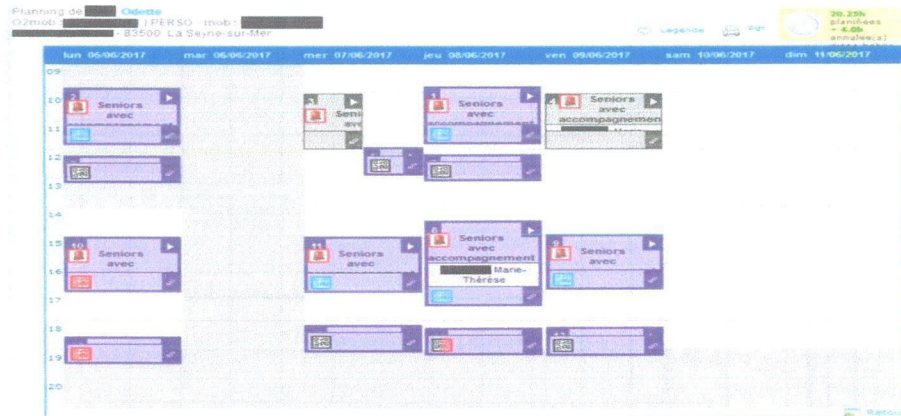 Planning de Odette
O2mob : ) PERSO - mob :
- 83500 La Seyne-sur-Mer
Légende
20.25h
planifiées
- 4.0h
annulée(s)
lun 05/06/2017 mar 06/06/2017 mer 07/06/2017 jeu 08/06/2017 ven 09/06/2017 sam 10/06/2017 dim 11/06/2017
09
10
11
12
13
14
15
16
17
18
19
20
2
Seniors
avec
3
Seni
ave
1
Seniors
avec
accompagnement
4
Seniors
avec
accompagnemen
10
Seniors
avec
11
Seniors
avec
8
Seniors
avec
accompagnement
Marie-
Thérèse
9
Seniors
avec
Retou